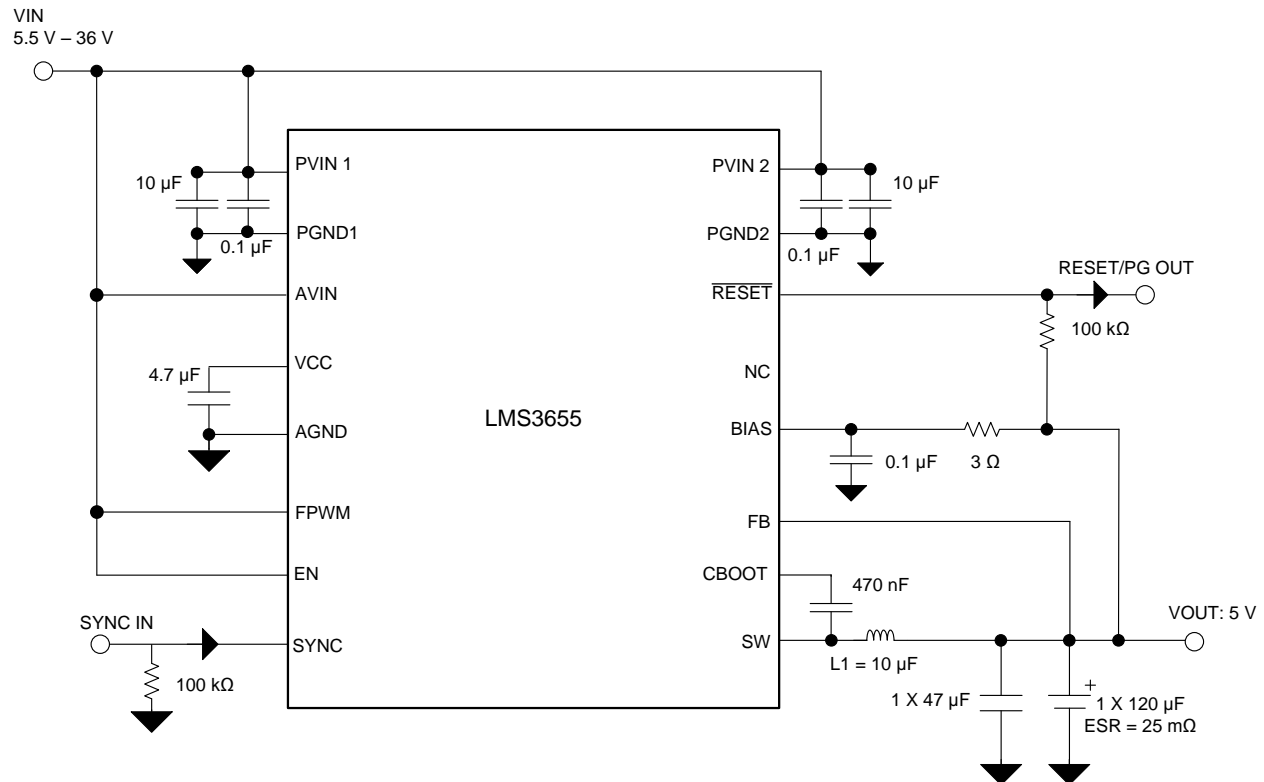 VIN
5.5 V – 36 V
PVIN 1
PVIN 2
10 µF
10 µF
PGND1
PGND2
0.1 µF
0.1 µF
RESET/PG OUT
AVIN
RESET
100 kΩ
VCC
NC
4.7 µF
LMS3655
AGND
BIAS
0.1 µF
3 Ω
FPWM
FB
EN
CBOOT
470 nF
VOUT: 5 V
SYNC IN
SYNC
SW
L1 = 10 µF
100 kΩ
1 X 47 µF
+
1 X 120 µF
ESR = 25 mΩ